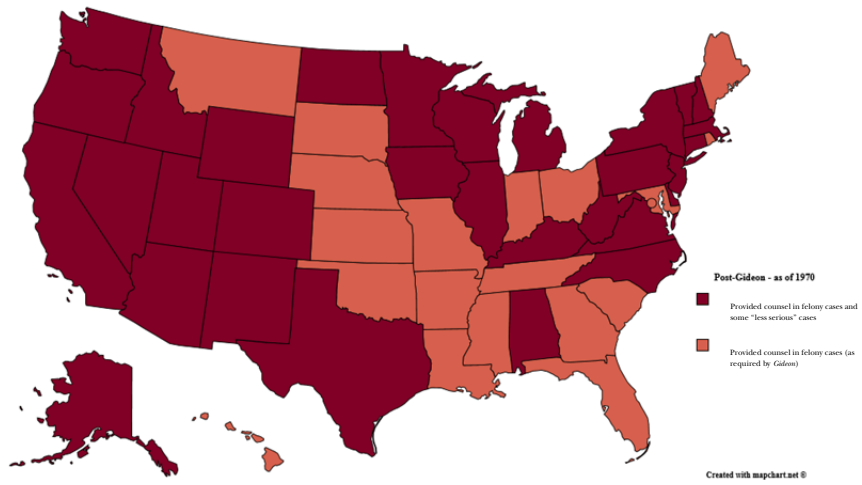 Post-Gideon - as of 1970
Provided counsel in felony cases and
some “less serious” cases
Provided counsel in felony cases (as
required by Gideon)
Created with mapchart.net ©